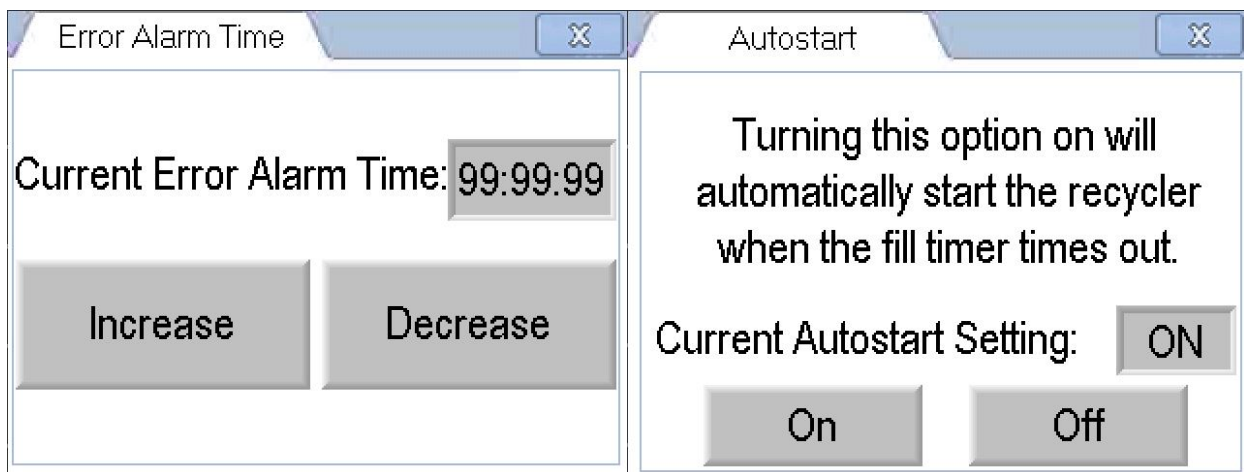 Error Alarm Time
X
Current Error Alarm Time: 99:99:99
Increase
Decrease
Autostart
X
Turning this option on will
automatically start the recycler
when the fill timer times out.
Current Autostart Setting: ON
On
Off